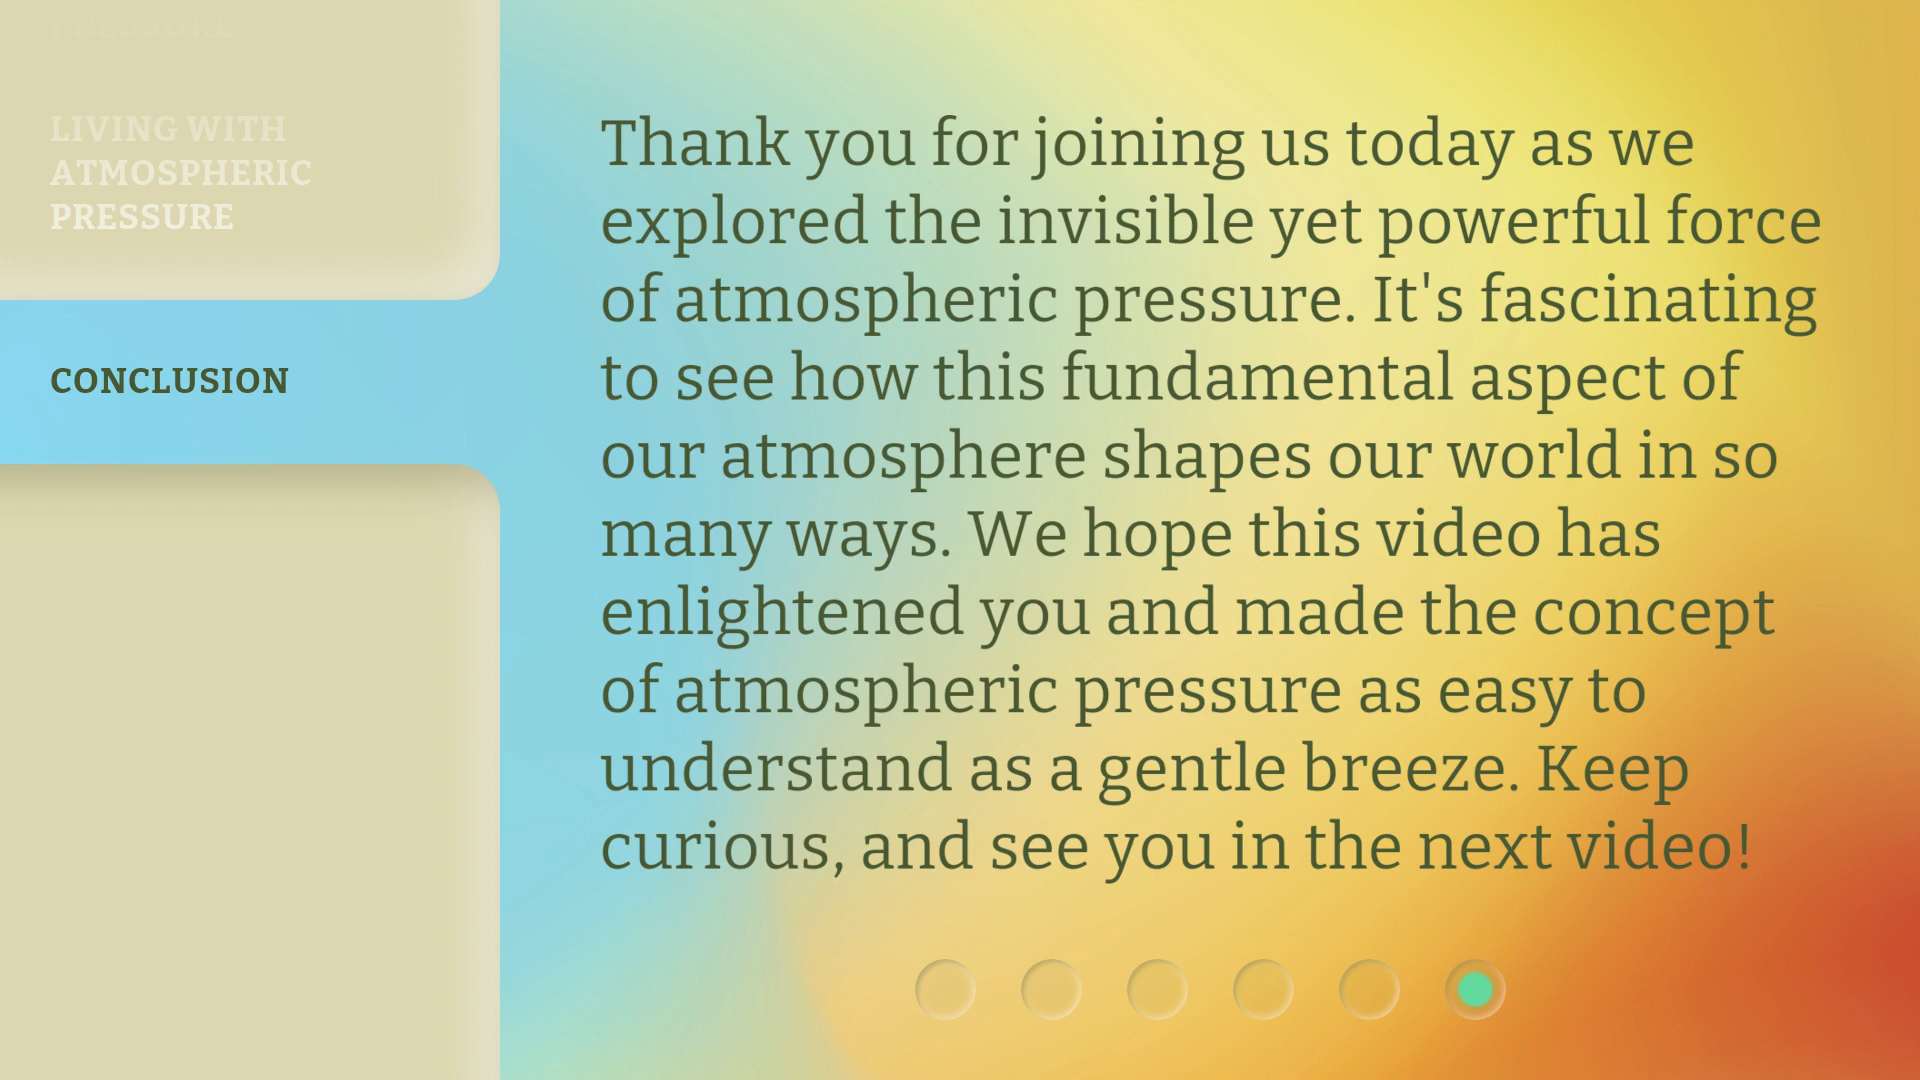 PRESSURE
LIVING WITH
ATMOSPHERIC
PRESSURE
CONCLUSION
Thank you for joining us today as we
explored the invisible yet powerful force
of atmospheric pressure. It's fascinating
to see how this fundamental aspect of
our atmosphere shapes our world in so
many ways. We hope this video has
enlightened you and made the concept
of atmospheric pressure as easy to
understand as a gentle breeze. Keep
curious, and see you in the next video!